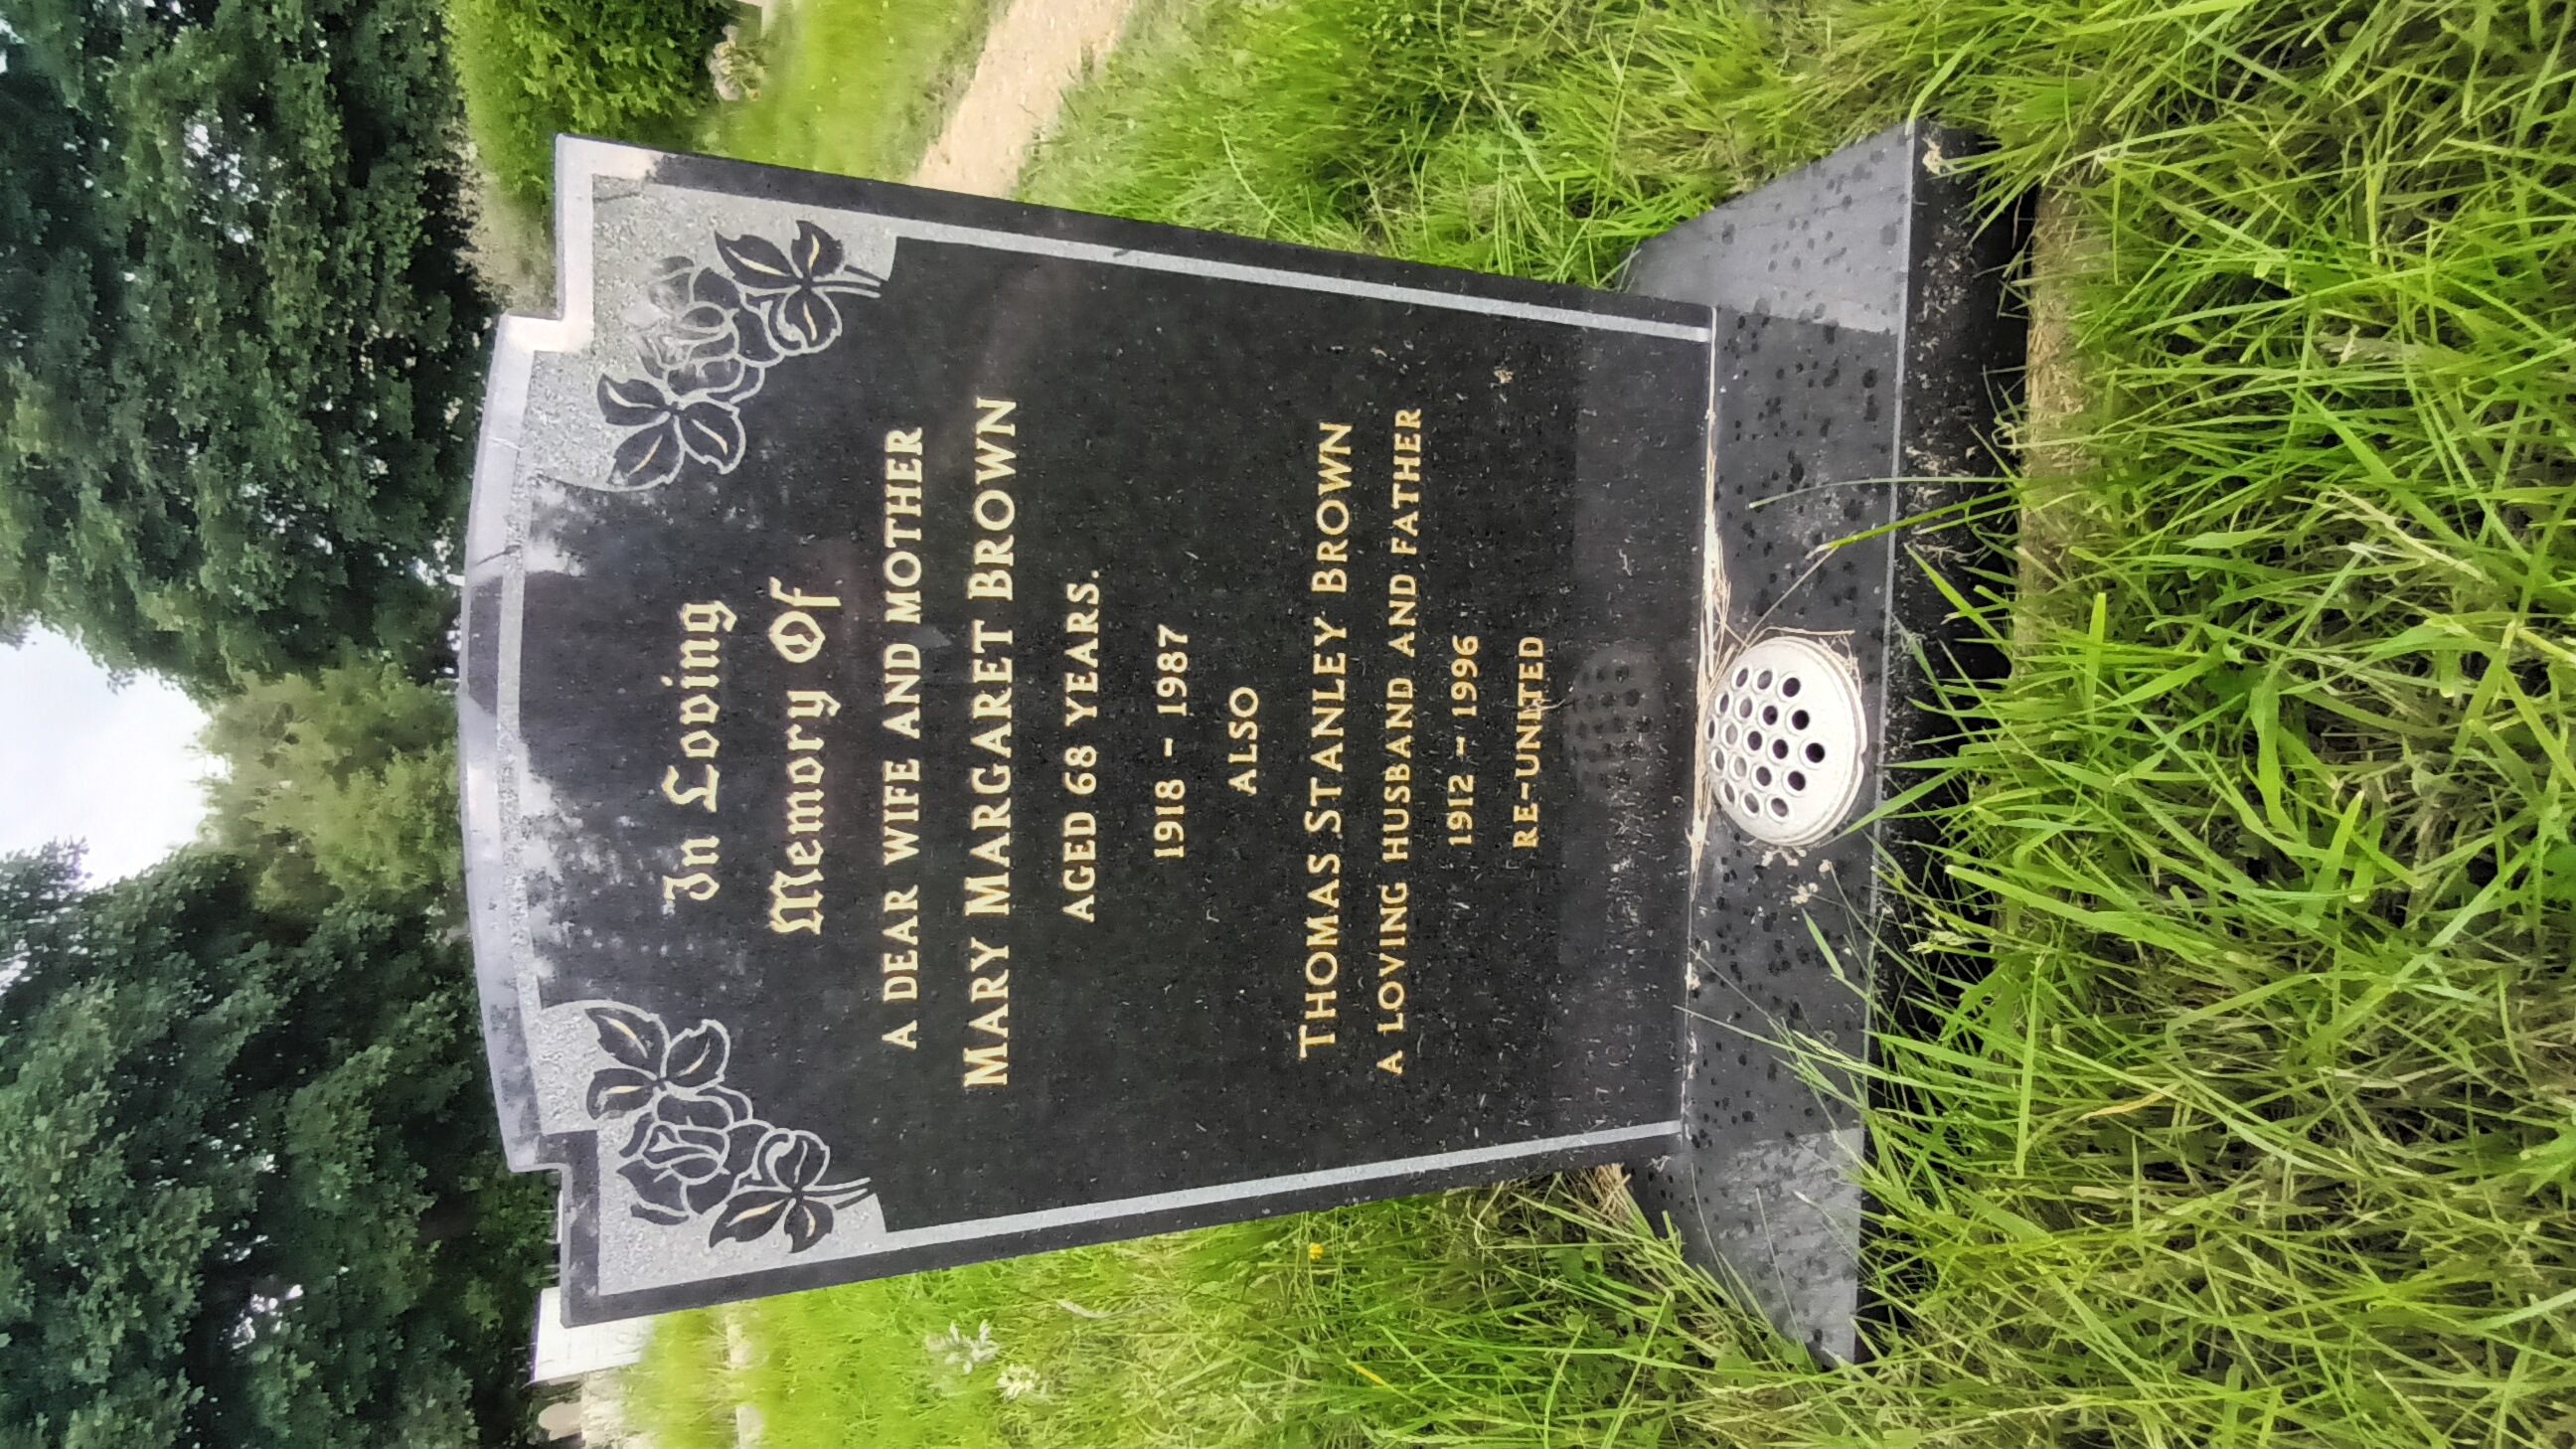 In Loving
Memory Of
A DEAR WIFE AND MOTHER
MARY MARGARET BROWN
AGED 68 YEARS.
1918 - 1987
ALSO
THOMAS STANLEY BROWN
A LOVING HUSBAND AND FATHER
1912 - 1996
RE-UNITED